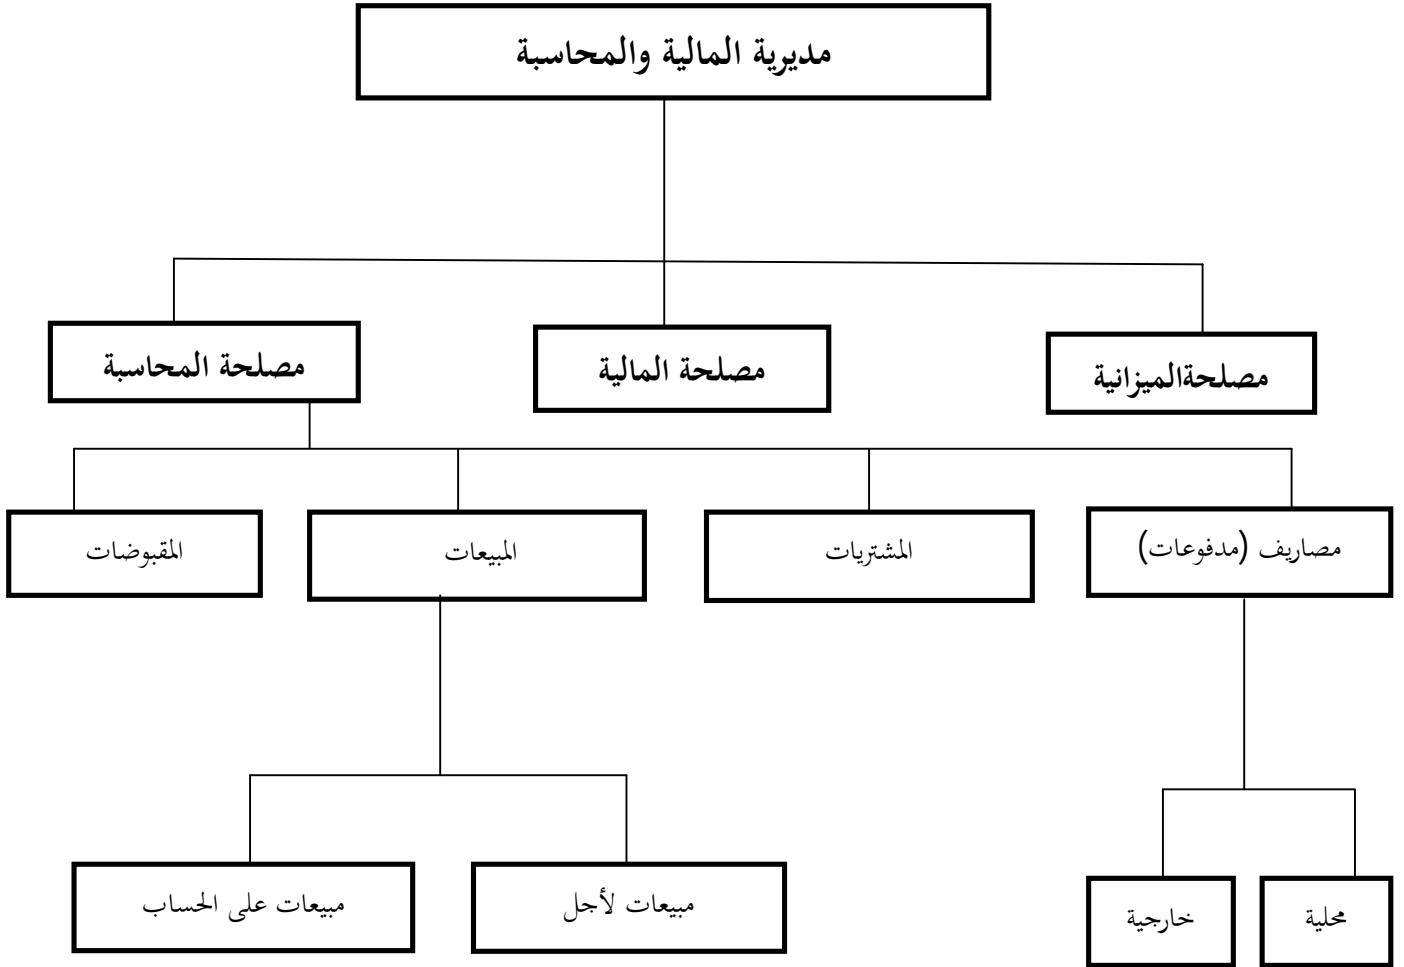 مديرية المالية والمحاسبة
مصلحةالميزانية
مصلحة المالية
مصلحة المحاسبة
مصاريف (مدفوعات)
المشتريات
المبيعات
المقبوضات
محلية
خارجية
مبيعات لأجل
مبيعات على الحساب